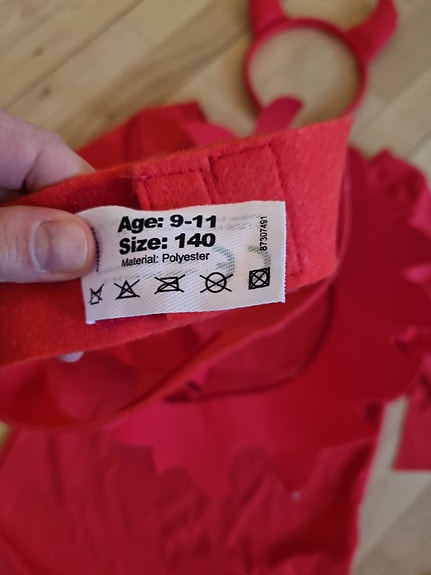 Age: 9-11
Size: 140
Material: Polyester
87307491